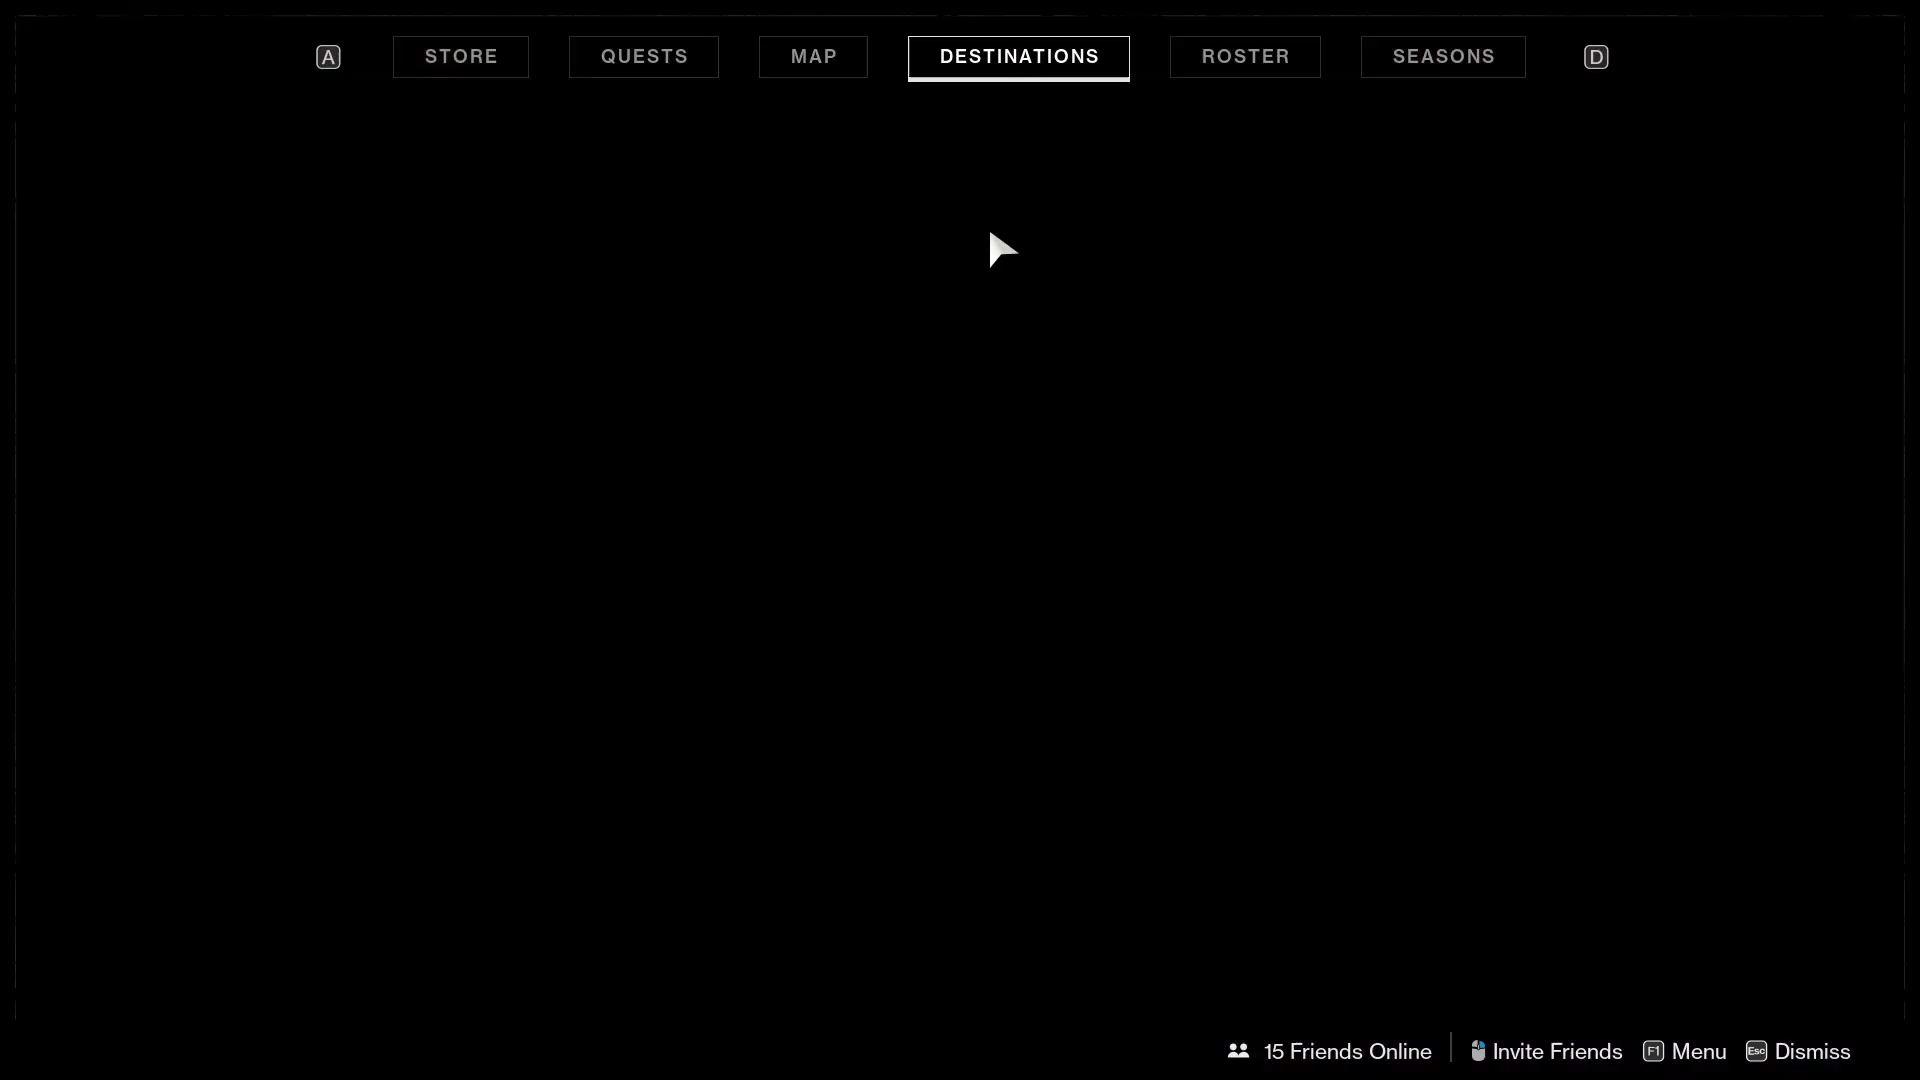 A STORE QUESTS MAP DESTINATIONS ROSTER SEASONS D
15 Friends Online Invite Friends F1 Menu Esc Dismiss